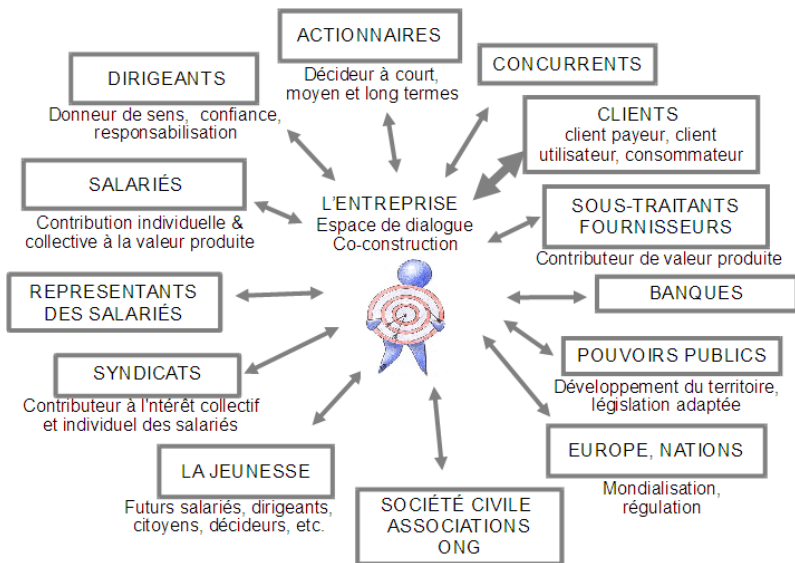 ACTIONNAIRES
Décideur à court,
moyen et long termes
CONCURRENTS
DIRIGEANTS
Donneur de sens, confiance,
responsabilisation
CLIENTS
client payeur, client
utilisateur, consommateur
SALARIÉS
Contribution individuelle &
collective à la valeur produite
L'ENTREPRISE
Espace de dialogue
Co-construction
SOUS-TRAITANTS
FOURNISSEURS
Contributeur de valeur produite
REPRESENTANTS
DES SALARIÉS
BANQUES
SYNDICATS
Contributeur à l'ntérêt collectif
et individuel des salariés
POUVOIRS PUBLICS
Développement du territoire,
législation adaptée
LA JEUNESSE
Futurs salariés, dirigeants,
citoyens, décideurs, etc.
SOCIÉTÉ CIVILE
ASSOCIATIONS
ONG
EUROPE, NATIONS
Mondialisation,
régulation